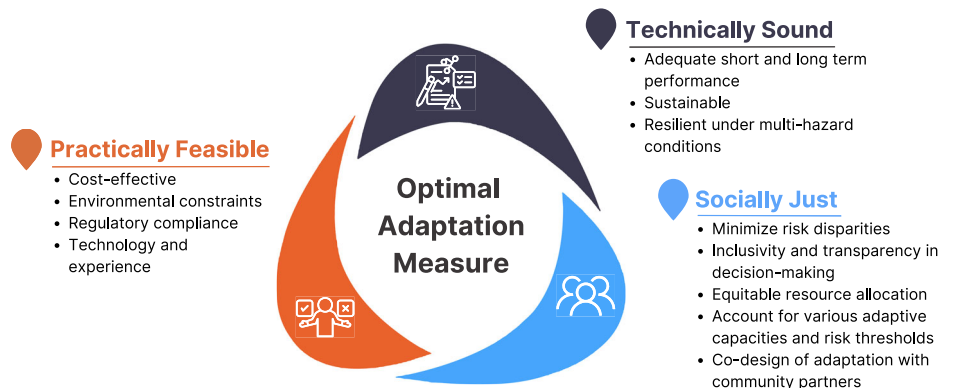 Technically Sound
• Adequate short and long term
performance
• Sustainable
• Resilient under multi-hazard
conditions
Practically Feasible
• Cost-effective
• Environmental constraints
• Regulatory compliance
• Technology and
experience
Optimal
Adaptation
Measure
Socially Just
• Minimize risk disparities
• Inclusivity and transparency in
decision-making
• Equitable resource allocation
• Account for various adaptive
capacities and risk thresholds
• Co-design of adaptation with
community partners